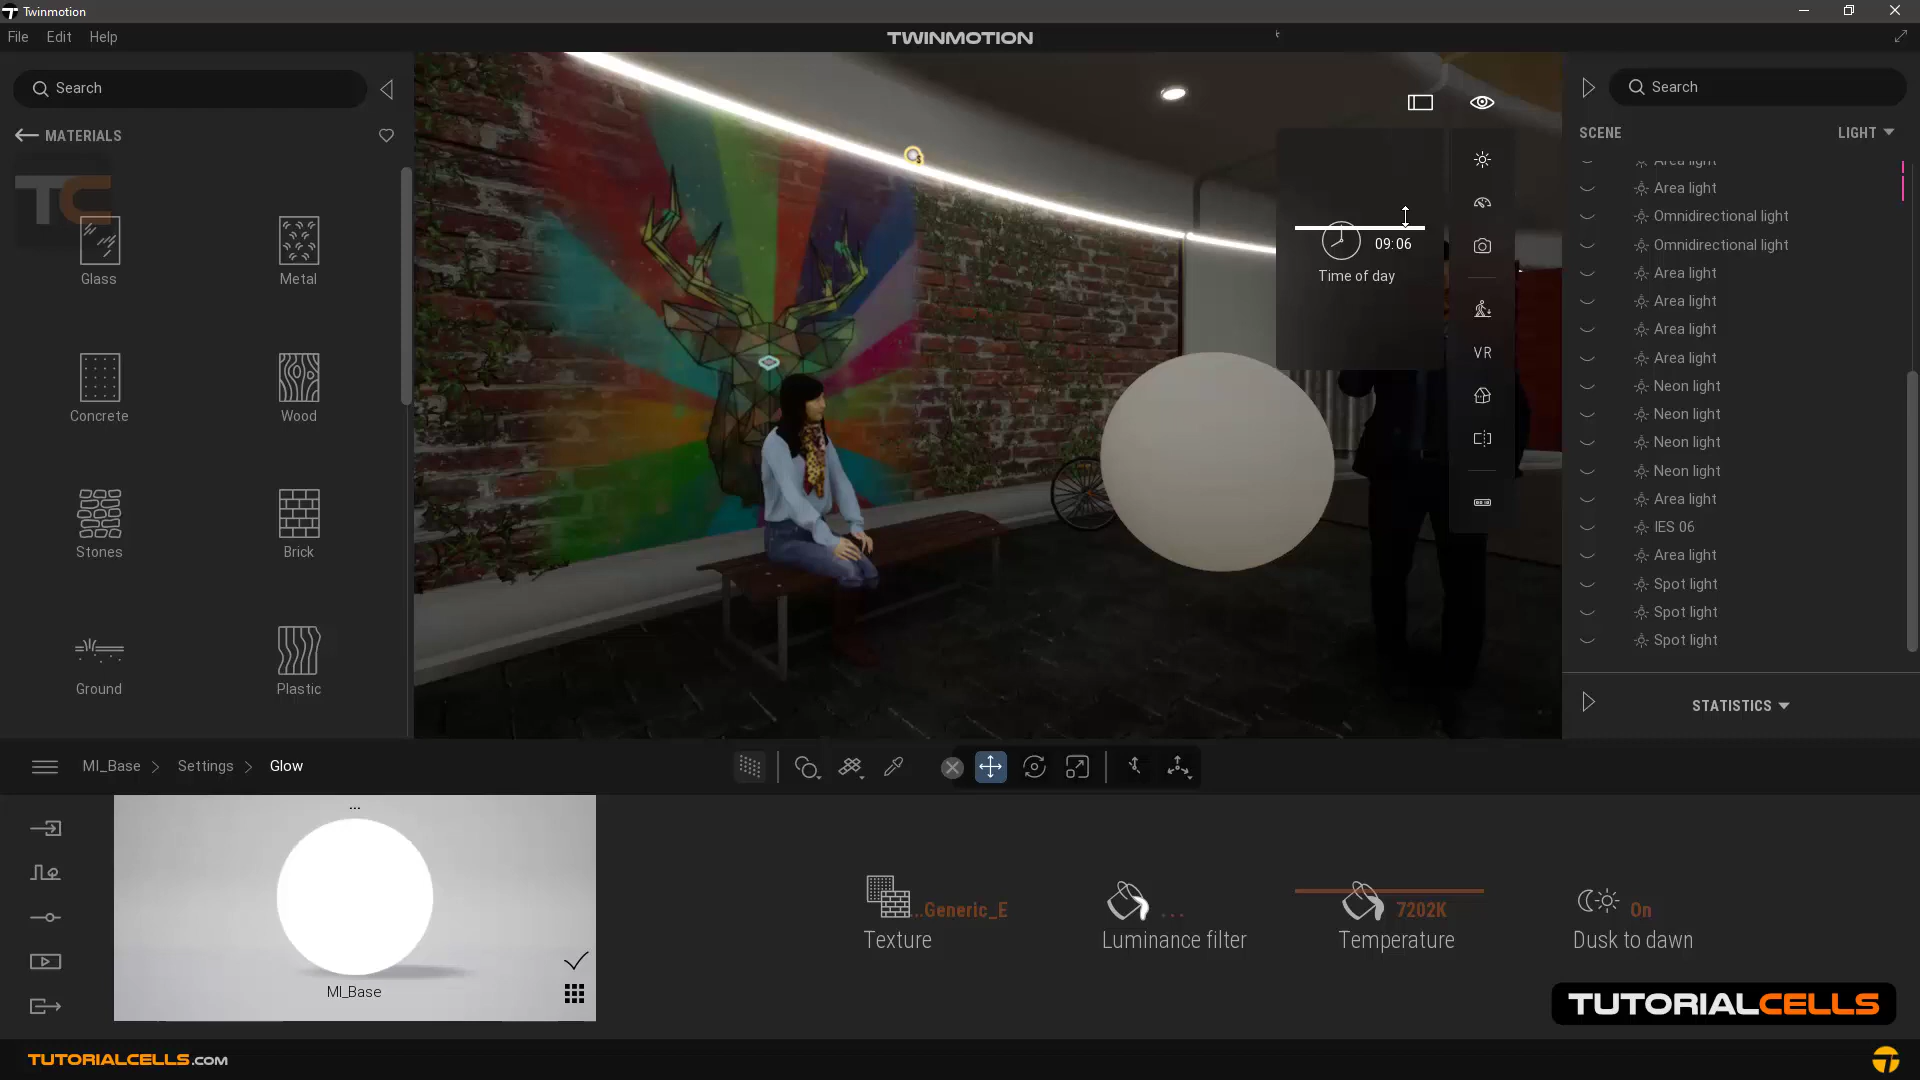 Twinmotion
File Edit Help
TWINMOTION
Search
MATERIALS
TC
Glass Metal
Concrete Wood
Stones Brick
Ground Plastic
09:06
Time of day
VR
Search
SCENE LIGHT
Area light
Area light
Omnidirectional light
Omnidirectional light
Area light
Area light
Area light
Area light
Neon light
Neon light
Neon light
Neon light
Area light
IES 06
Area light
Spot light
Spot light
Spot light
STATISTICS
MI_Base Settings Glow
...
MI_Base
...Generic_E
Texture
...
Luminance filter
7202K
Temperature
On
Dusk to dawn
TUTORIALCELLS
TUTORIALCELLS.COM